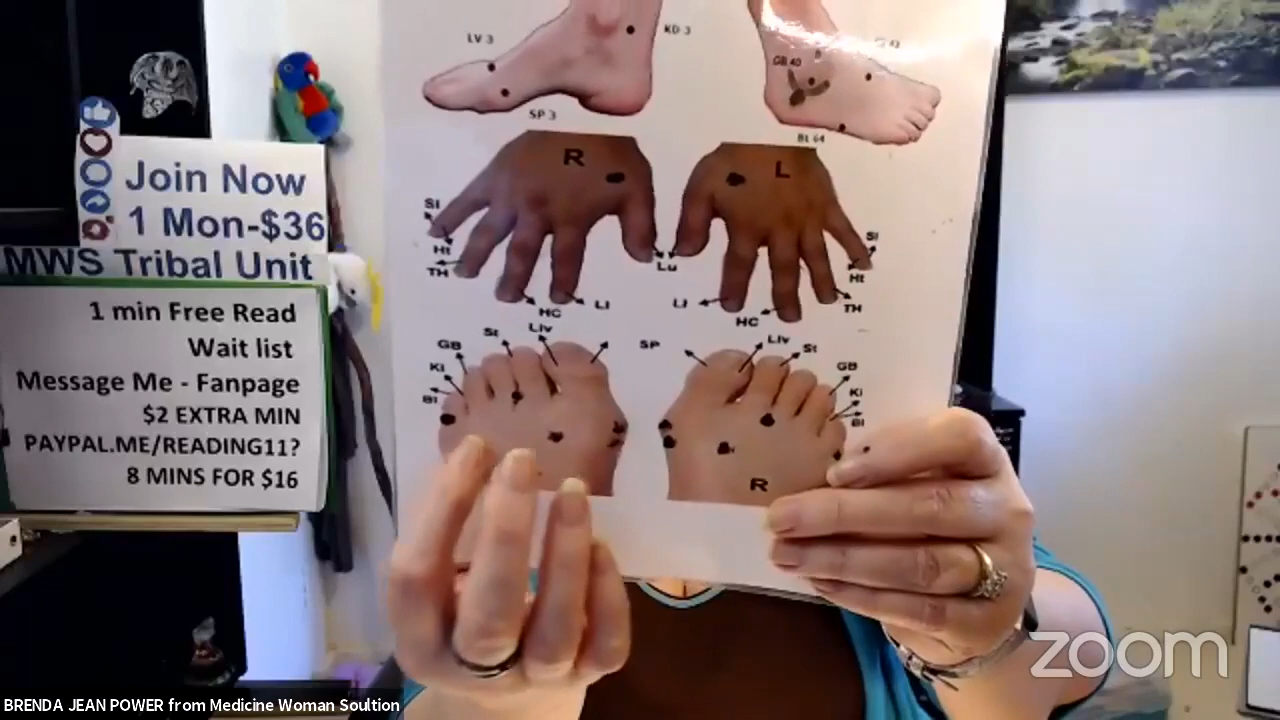 LV 3
KD 3
SP 3
GB 40
BL 64
R
L
SI
Ht
TH
Lu
HC
LI
SI
Ht
TH
LI
HC
GB
St
Liv
SP
Liv
St
Ki
GB
Bl
Ki
Bl
R
Join Now
1 Mon-$36
MWS Tribal Unit
1 min Free Read
Wait list
Message Me - Fanpage
$2 EXTRA MIN
PAYPAL.ME/READING11?
8 MINS FOR $16
zoom
BRENDA JEAN POWER from Medicine Woman Soultion